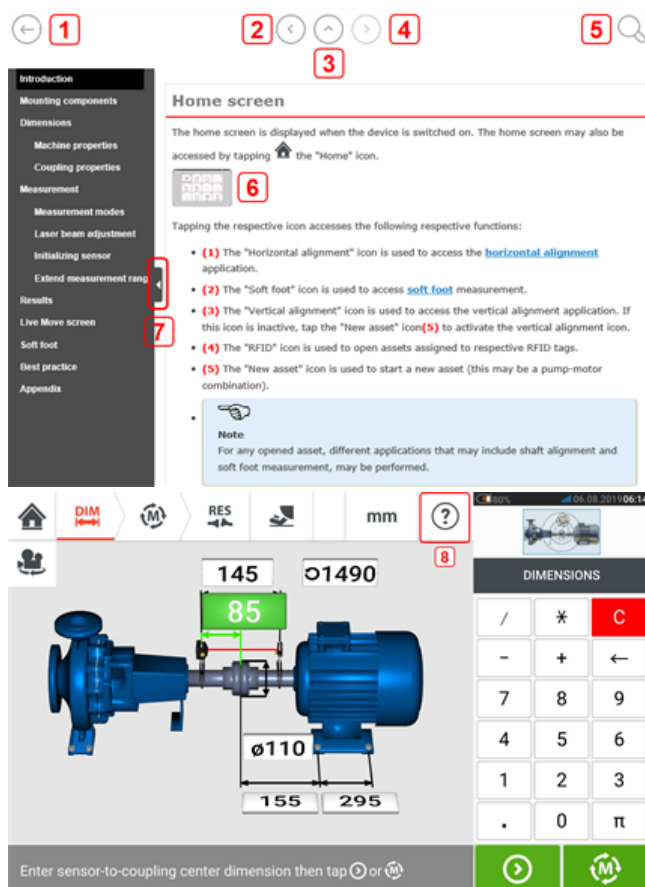 1
2
3
4
5
Introduction
Mounting components
Dimensions
Machine properties
Coupling properties
Measurement
Measurement modes
Laser beam adjustment
Initializing sensor
Extend measurement rang
Results
Live Move screen
Soft foot
Best practice
Appendix
7
Home screen
The home screen is displayed when the device is switched on. The home screen may also be
accessed by tapping the "Home" icon.
6
Tapping the respective icon accesses the following respective functions:
• (1) The "Horizontal alignment" icon is used to access the horizontal alignment
application.
• (2) The "Soft foot" icon is used to access soft foot measurement.
• (3) The "Vertical alignment" icon is used to access the vertical alignment application. If
this icon is inactive, tap the "New asset" icon(5) to activate the vertical alignment icon.
• (4) The "RFID" icon is used to open assets assigned to respective RFID tags.
• (5) The "New asset" icon is used to start a new asset (this may be a pump-motor
combination).
•
Note
For any opened asset, different applications that may include shaft alignment and
soft foot measurement, may be performed.
DIM
M
RES
mm
?
8
80%
06.08.2019 06:14
145
1490
85
ø110
155
295
DIMENSIONS
/ * C
- + ←
7 8 9
4 5 6
1 2 3
. 0 π
Enter sensor-to-coupling center dimension then tap or M
M